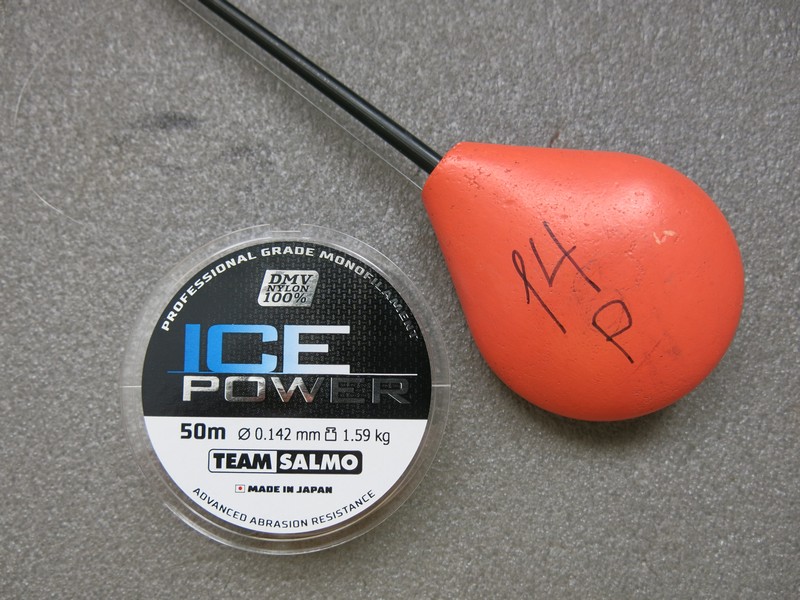 PROFESSIONAL GRADE MONOFILAMENT
DMV
NYLON
100%
ICE
POWER
50m Ø 0.142 mm 1.59 kg
TEAM SALMO
MADE IN JAPAN
ADVANCED ABRASION RESISTANCE
14
P